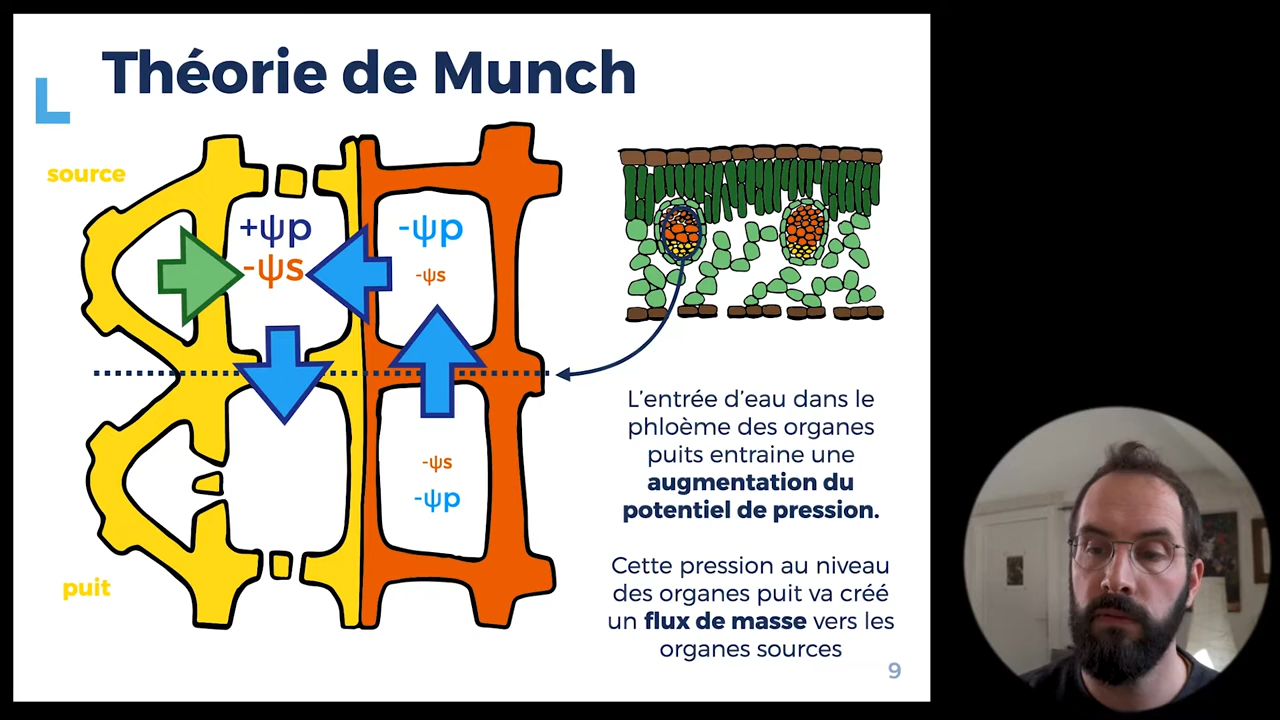 Théorie de Munch
source
+ψp
-ψs
-ψp
-ψs
-ψs
-ψp
puit
L'entrée d'eau dans le
phloème des organes
puits entraine une
augmentation du
potentiel de pression.
Cette pression au niveau
des organes puit va créé
un flux de masse vers les
organes sources
9